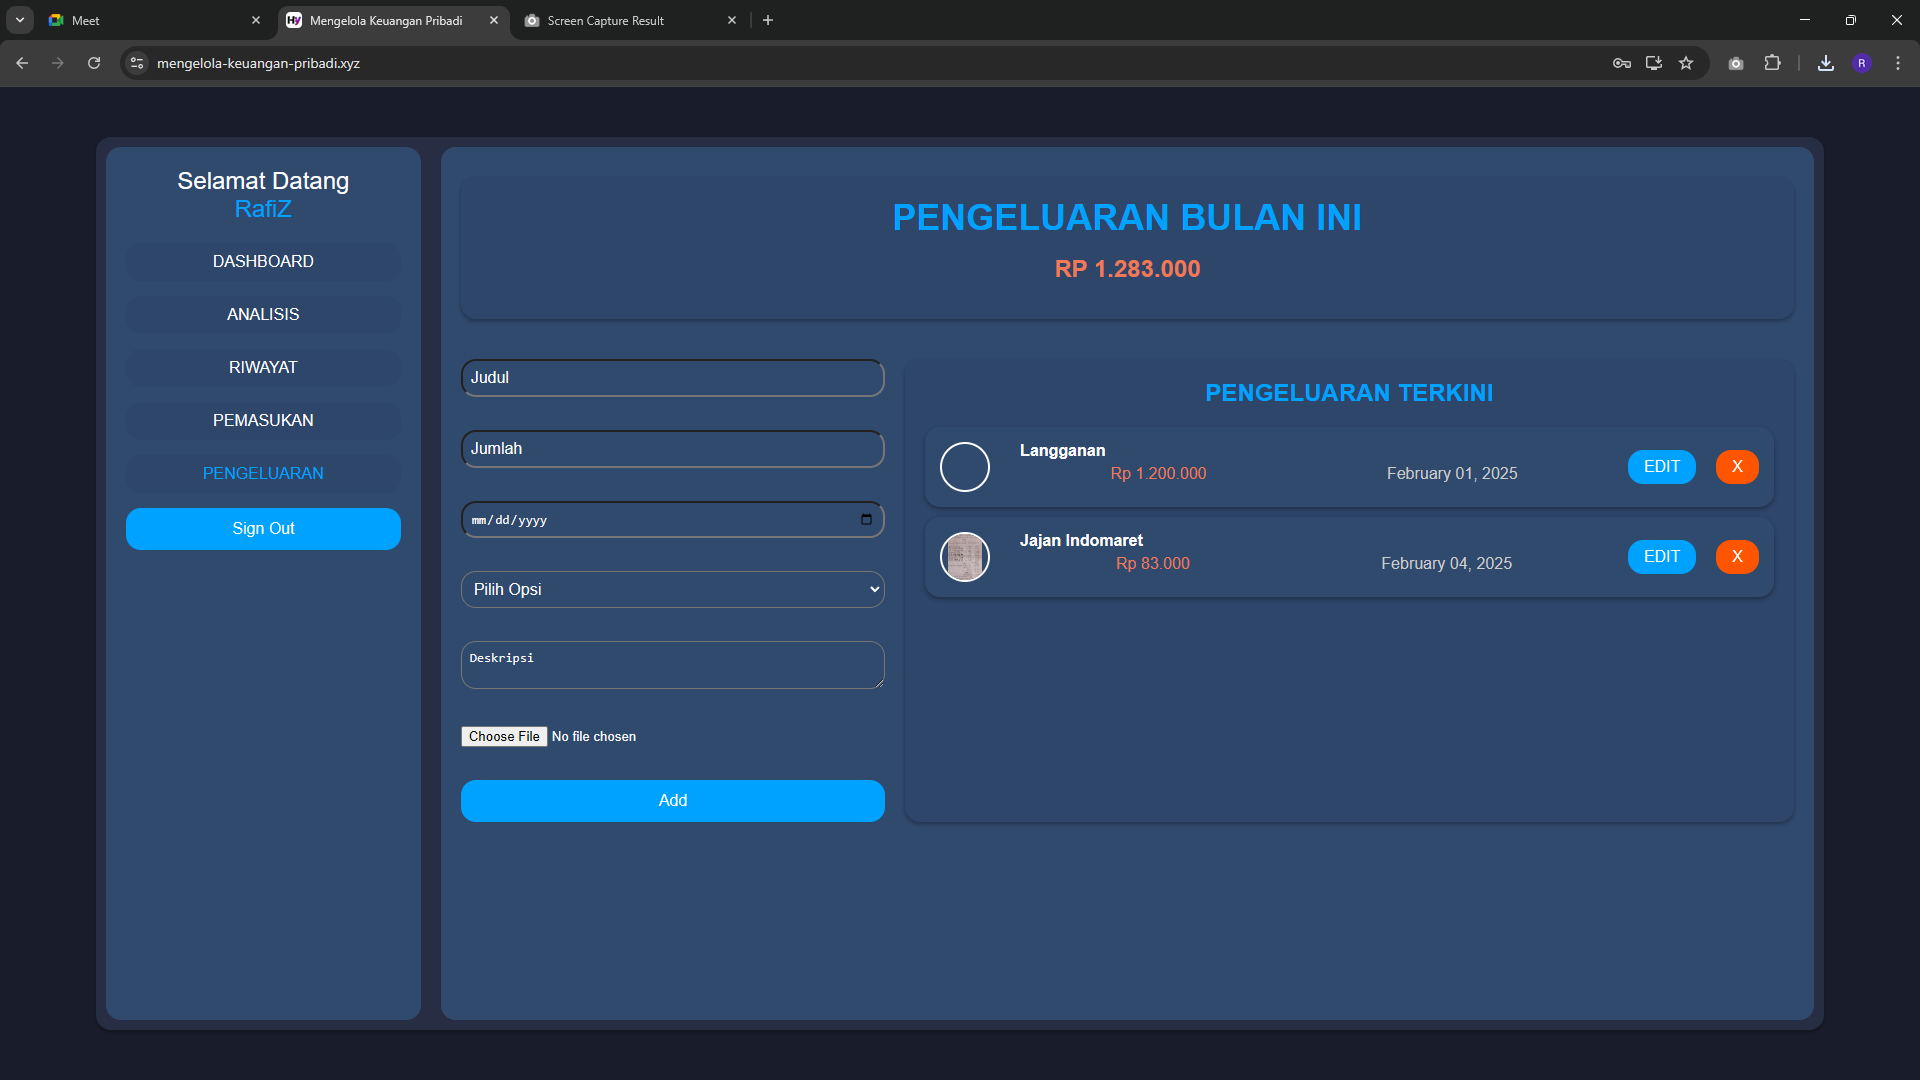 Meet
Mengelola Keuangan Pribadi
Screen Capture Result
mengelola-keuangan-pribadi.xyz
R
Selamat Datang
RafiZ
DASHBOARD
ANALISIS
RIWAYAT
PEMASUKAN
PENGELUARAN
Sign Out
PENGELUARAN BULAN INI
RP 1.283.000
Judul
Jumlah
mm/dd/yyyy
Pilih Opsi
Deskripsi
Choose File No file chosen
Add
PENGELUARAN TERKINI
Langganan
Rp 1.200.000 February 01, 2025 EDIT X
Jajan Indomaret
Rp 83.000 February 04, 2025 EDIT X